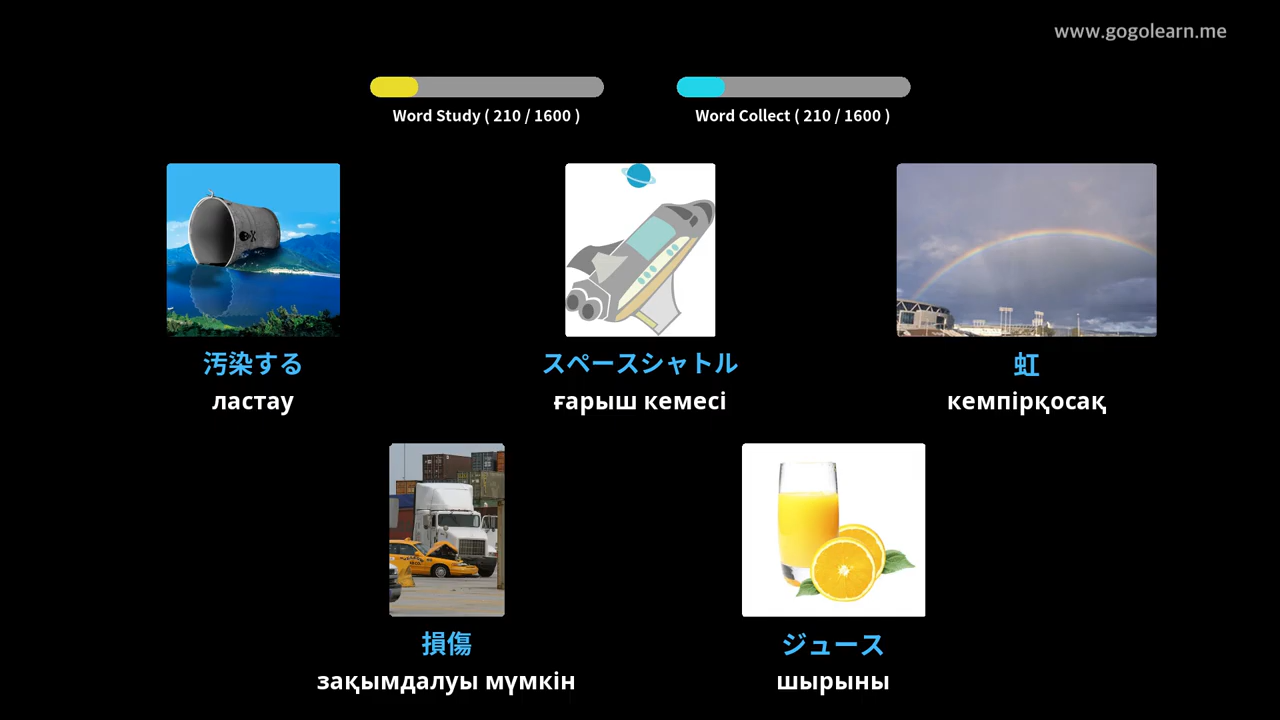 www.gogolearn.me
Word Study ( 210 / 1600 )
Word Collect ( 210 / 1600 )
汚染する
ластау
スペースシャトル
ғарыш кемесі
虹
кемпірқосақ
損傷
зақымдалуы мүмкін
ジュース
шырыны